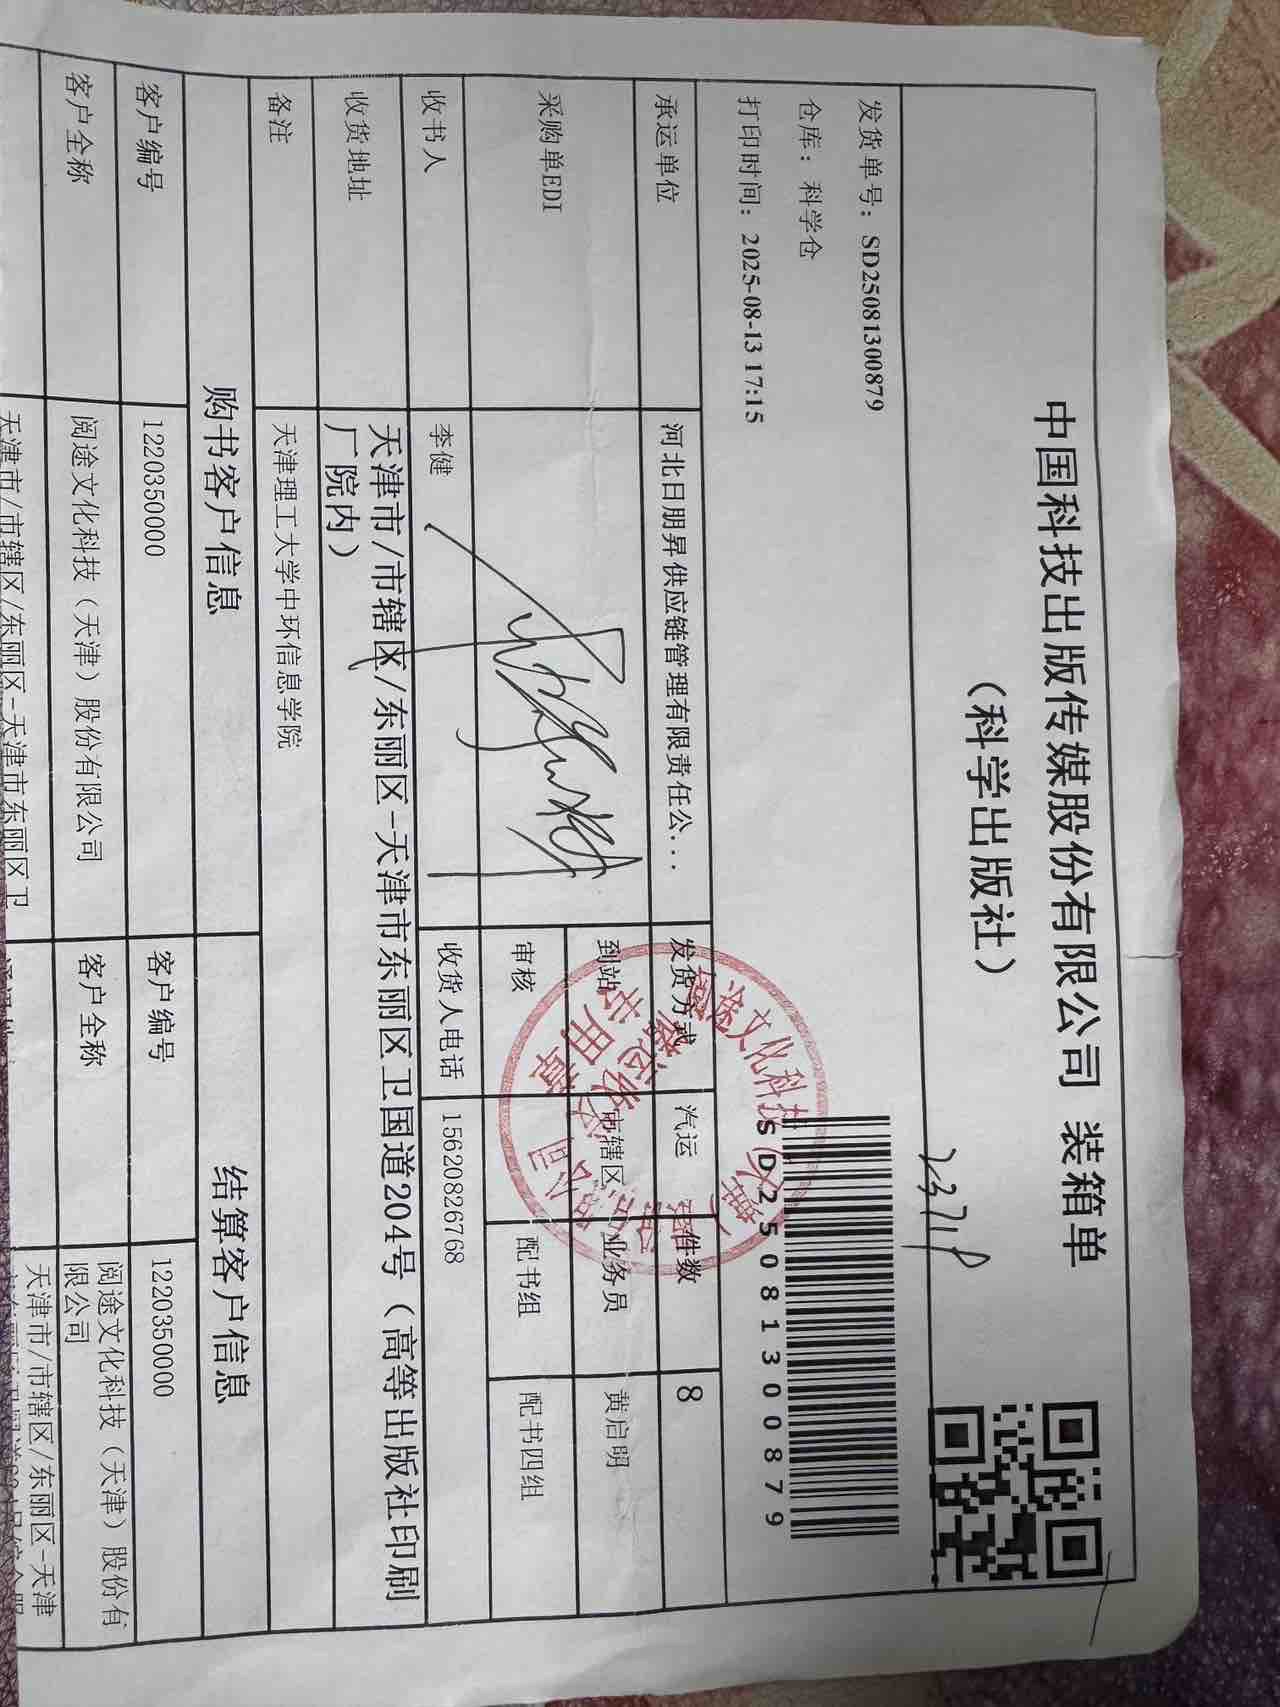 中国科技出版传媒股份有限公司 装箱单
（科学出版社）
发货单号：SD2508130879
仓库：科学仓
打印时间：2025-08-13 17:15
SD2508130879
承运单位 河北日朋昇供应链管理有限责任公... 发货方式 汽运 件数 8
采购单EDI 到站 市辖区 业务员 黄启明
审核 配书组 配书四组
收书人 李健 收货人电话 15620826768
收货地址 天津市/市辖区/东丽区-天津市东丽区卫国道204号（高等出版社印刷
厂院内）
备注 天津理工大学中环信息学院
购书客户信息 结算客户信息
客户编号 1220350000 客户编号 1220350000
客户全称 阅途文化科技（天津）股份有限公司 客户全称 阅途文化科技（天津）股份有
限公司
天津市/市辖区/东丽区-天津市东丽区卫 天津市/市辖区/东丽区-天津